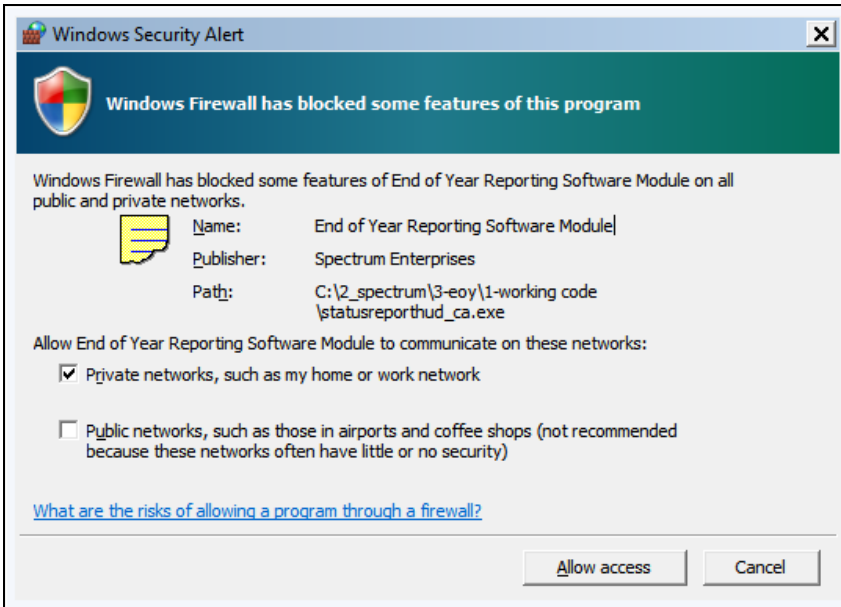 Windows Security Alert
Windows Firewall has blocked some features of this program
Windows Firewall has blocked some features of End of Year Reporting Software Module on all
public and private networks.
Name: End of Year Reporting Software Module
Publisher: Spectrum Enterprises
Path: C:\2_spectrum\3-eoy\1-working code
\statusreporthud_ca.exe
Allow End of Year Reporting Software Module to communicate on these networks:
Private networks, such as my home or work network
Public networks, such as those in airports and coffee shops (not recommended
because these networks often have little or no security)
What are the risks of allowing a program through a firewall?
Allow access Cancel